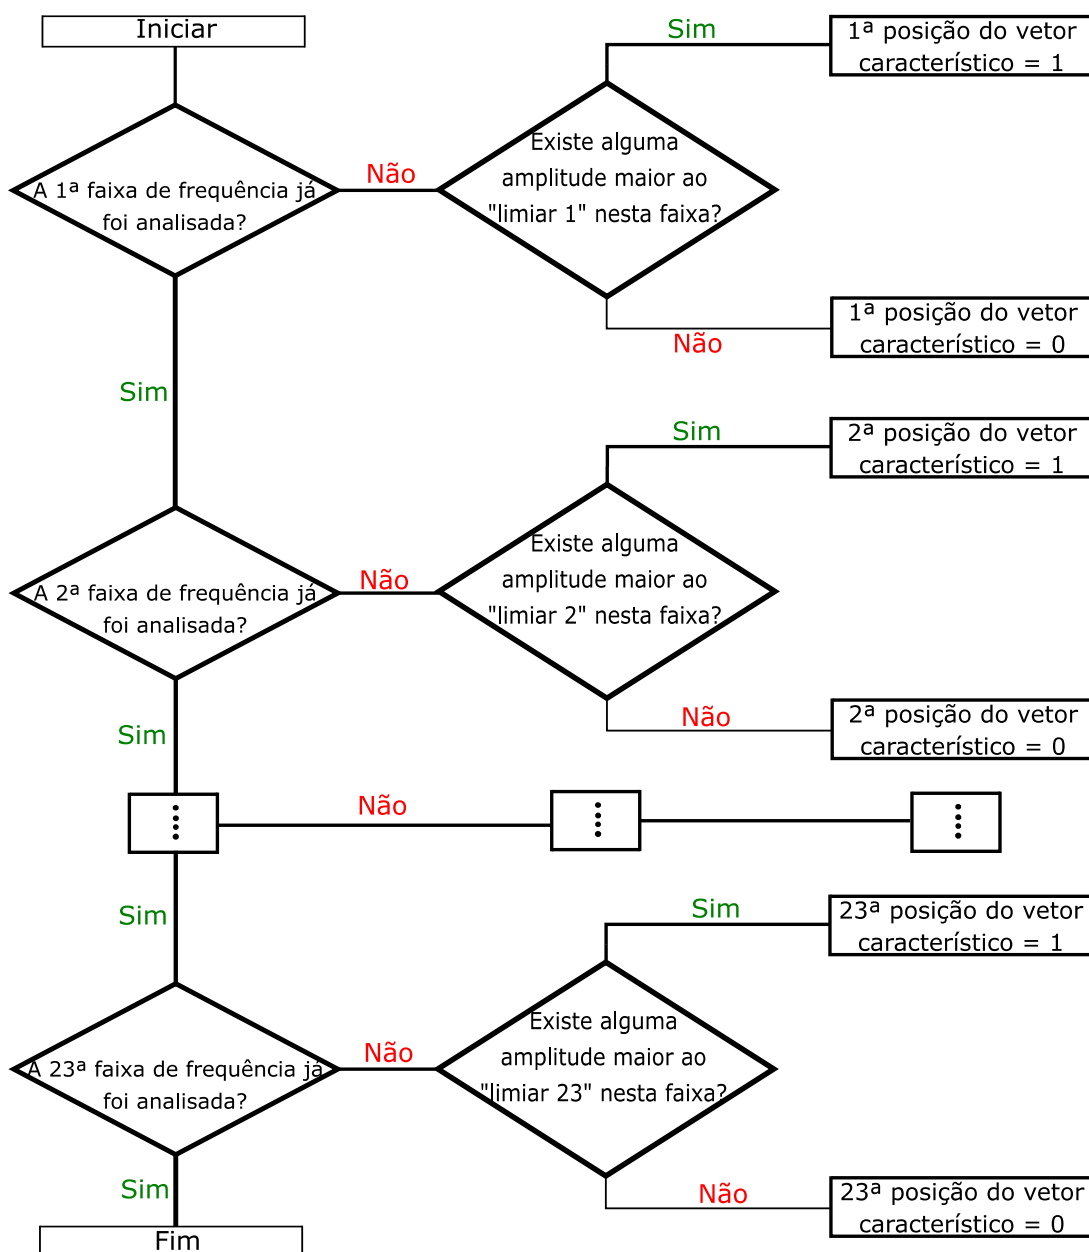 Iniciar
Sim
1ª posição do vetor
característico = 1
Existe alguma
amplitude maior ao
"limiar 1" nesta faixa?
Não
A 1ª faixa de frequência já
foi analisada?
1ª posição do vetor
característico = 0
Não
Sim
Sim
2ª posição do vetor
característico = 1
Existe alguma
amplitude maior ao
"limiar 2" nesta faixa?
Não
A 2ª faixa de frequência já
foi analisada?
Não
2ª posição do vetor
característico = 0
Sim
Não
Sim
Sim
23ª posição do vetor
característico = 1
Existe alguma
amplitude maior ao
"limiar 23" nesta faixa?
Não
A 23ª faixa de frequência já
foi analisada?
Sim
Não
23ª posição do vetor
característico = 0
Fim